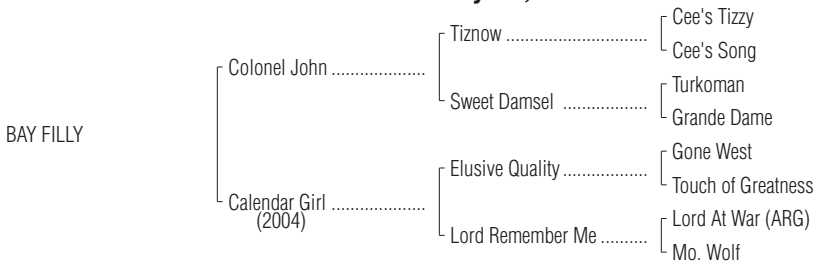 Cee's Tizzy
Tiznow ..............................
Cee's Song
Colonel John ....................
Turkoman
Sweet Damsel ..................
Grande Dame
BAY FILLY
Gone West
Elusive Quality ..................
Touch of Greatness
Calendar Girl ....................
(2004)
Lord At War (ARG)
Lord Remember Me ..........
Mo. Wolf